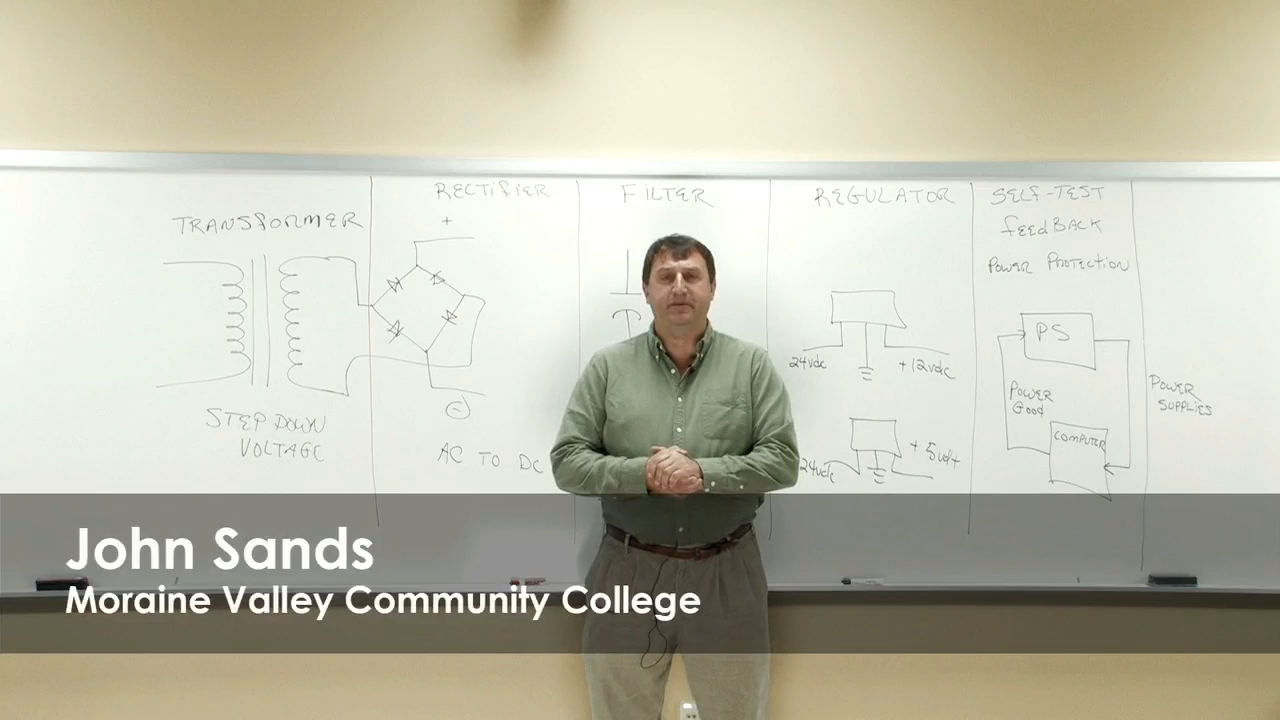 TRANSFORMER
STEP DOWN
VOLTAGE
RECTIFIER
+
-
AC TO DC
FILTER
REGULATOR
24vdc
+12vdc
24vdc
+5volt
SELF-TEST
feedBACK
POWER PROTECTION
PS
POWER
Good
COMPUTER
POWER
SUPPLIES
John Sands
Moraine Valley Community College